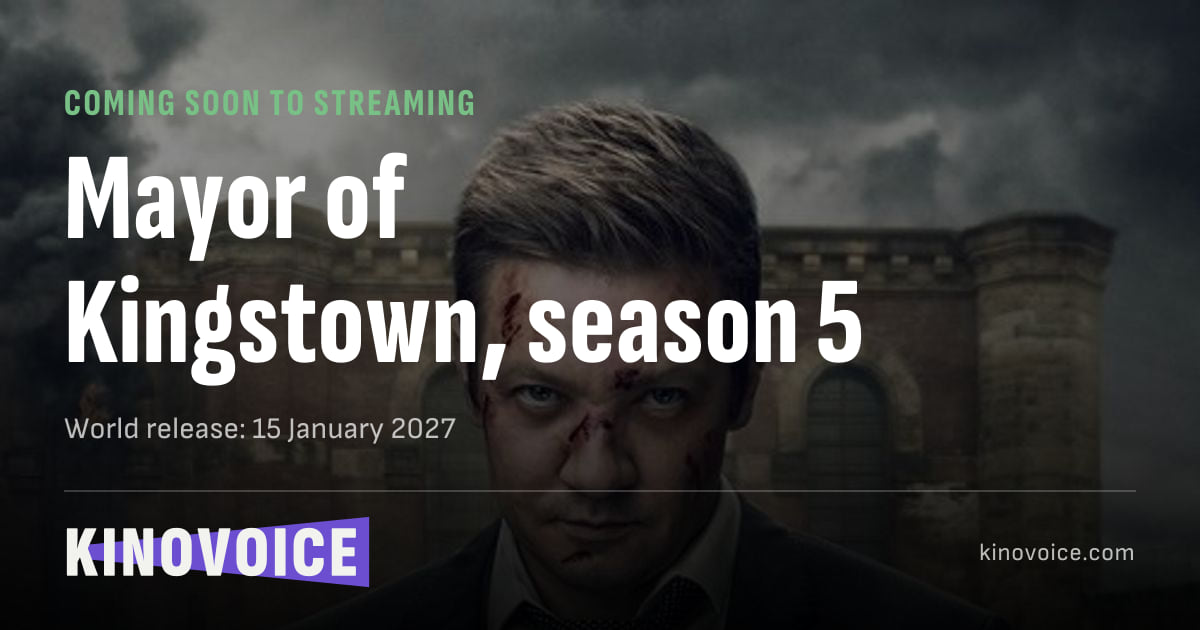 COMING SOON TO STREAMING
Mayor of
Kingstown, season 5
World release: 15 January 2027
KINOVOICE
kinovoice.com